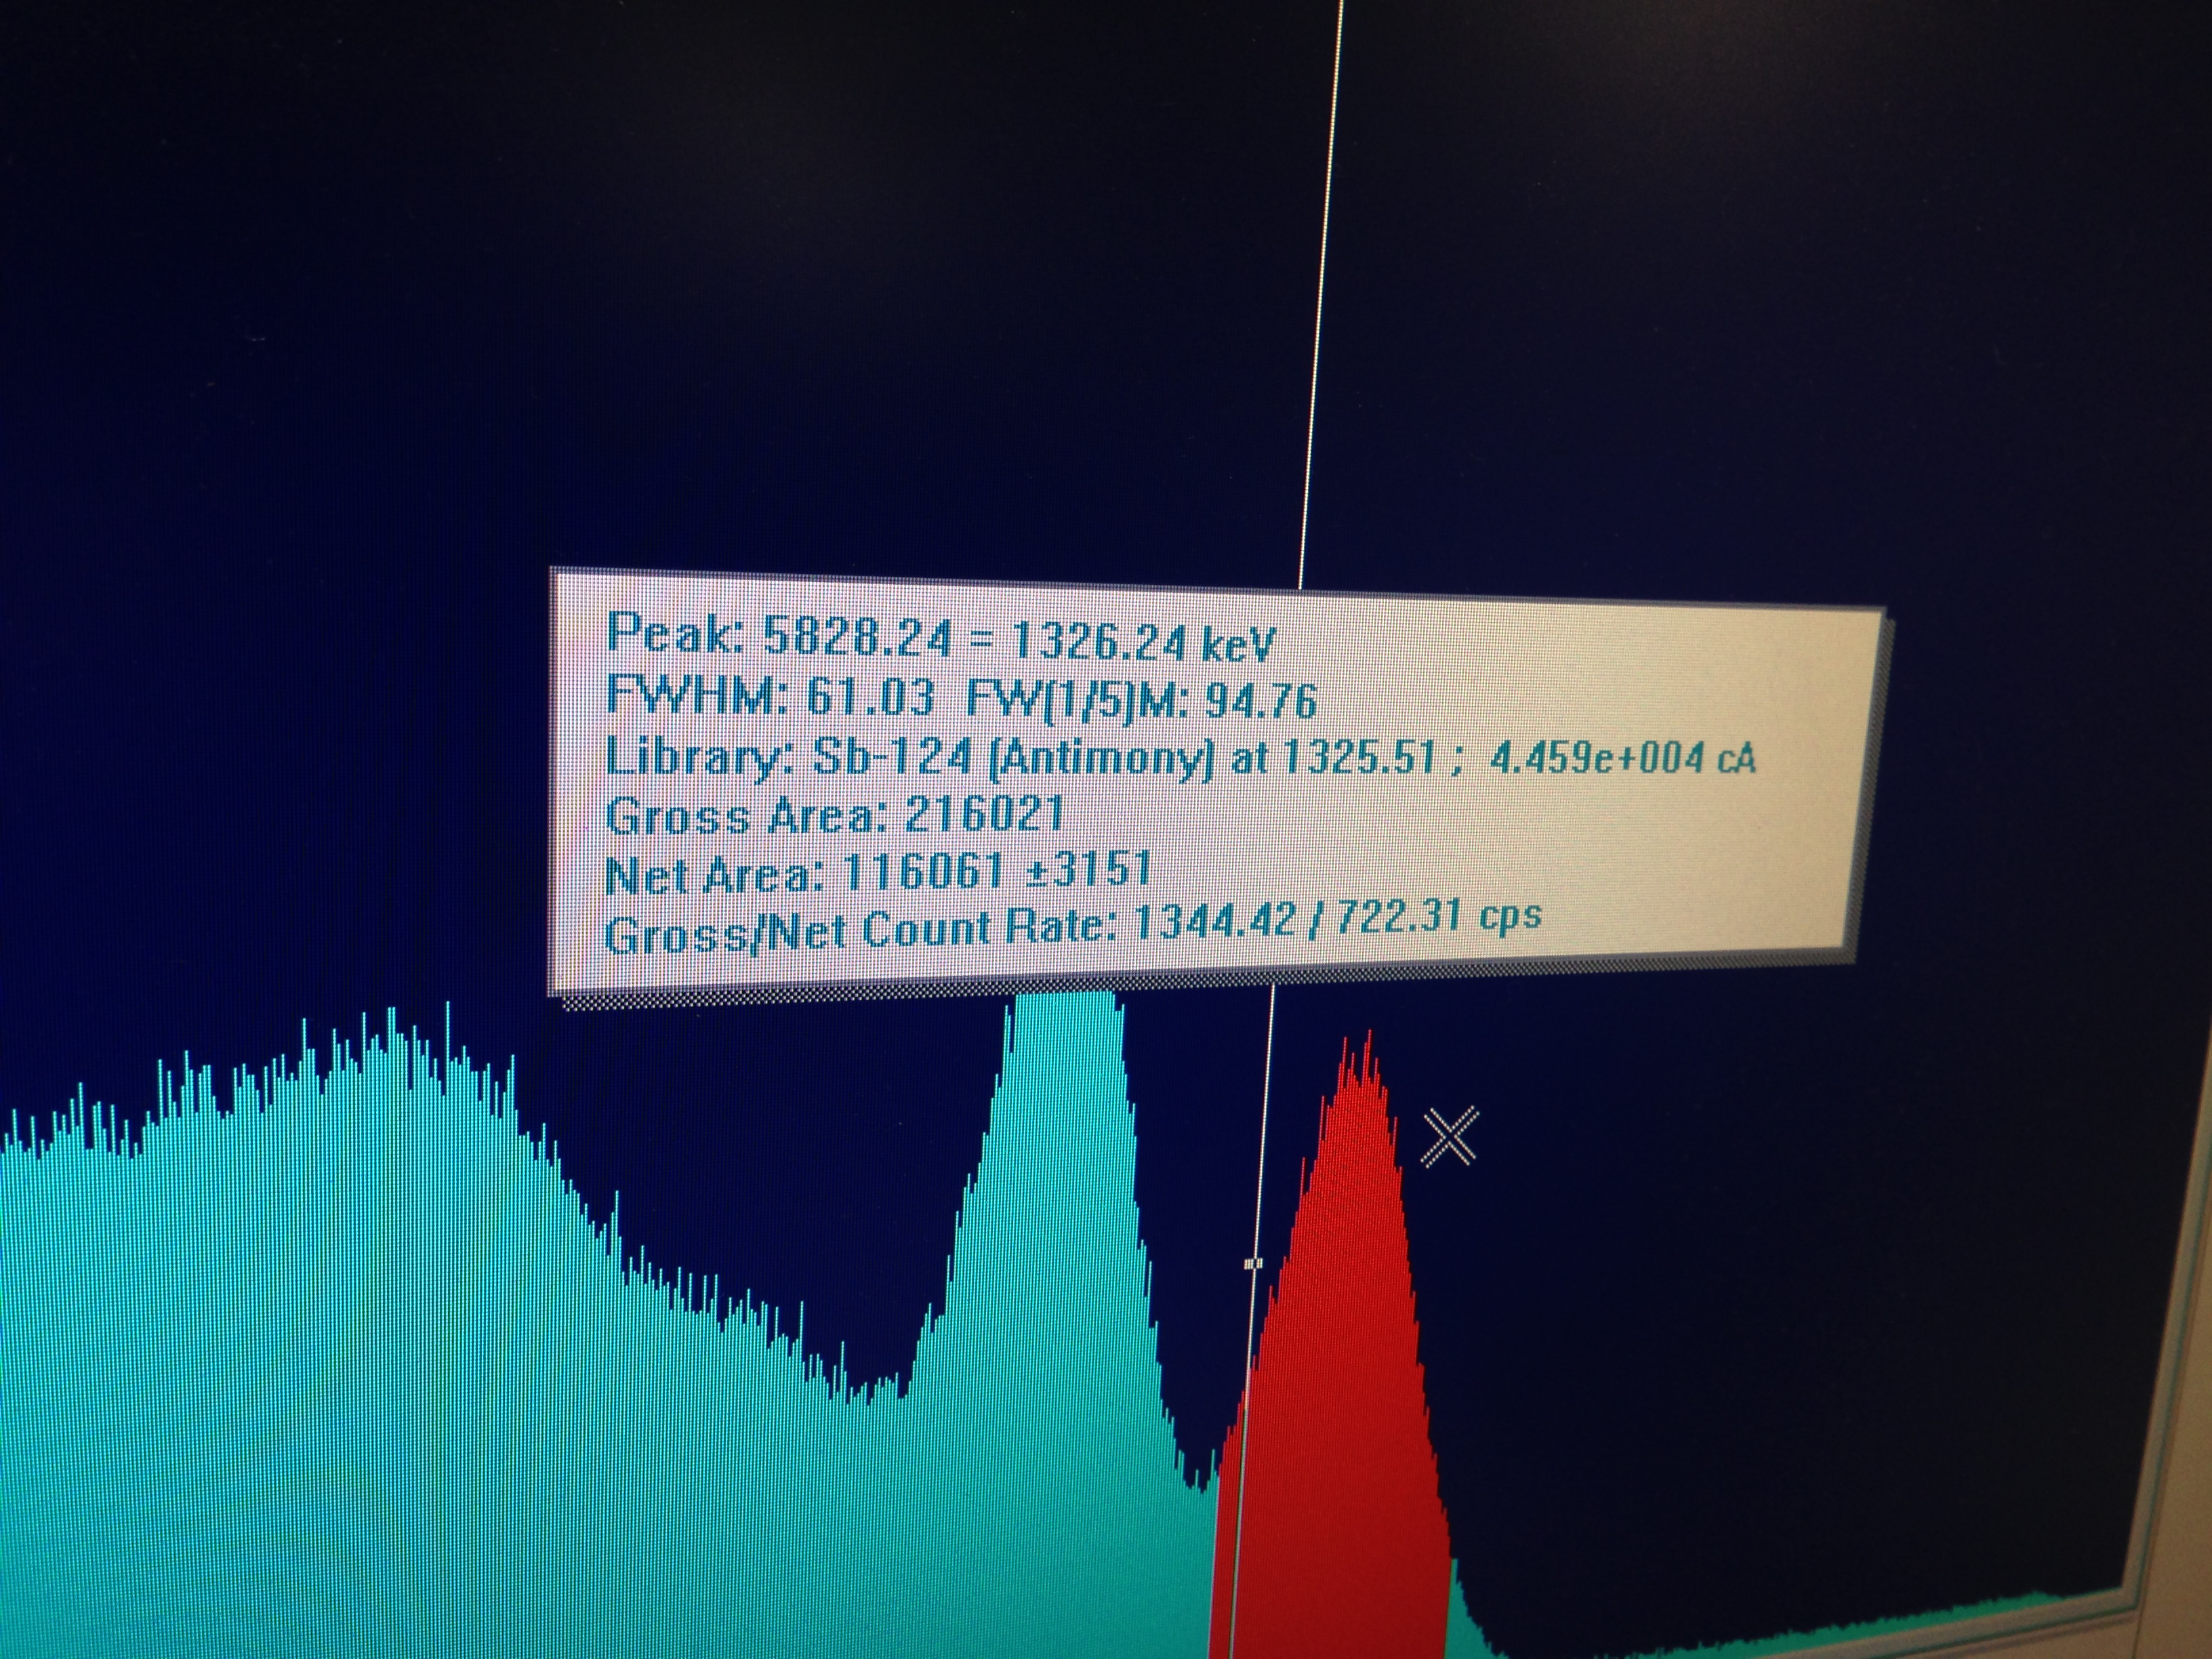 Peak: 5828.24 = 1326.24 keV
FWHM: 61.03 FW(1/5)M: 94.76
Library: Sb-124 (Antimony) at 1325.51 ; 4.459e+004 cA
Gross Area: 216021
Net Area: 116061 ±3151
Gross/Net Count Rate: 1344.42 / 722.31 cps